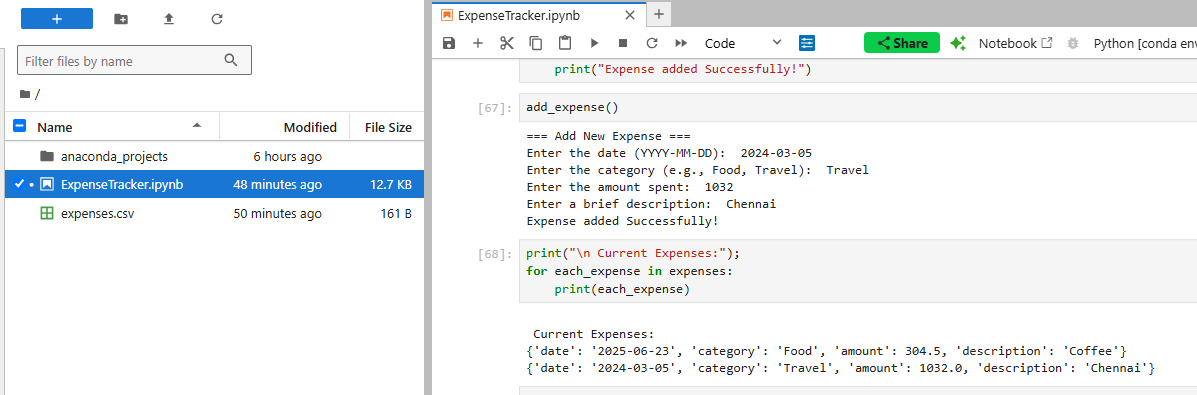 Filter files by name
/
Name Modified File Size
anaconda_projects 6 hours ago
ExpenseTracker.ipynb 48 minutes ago 12.7 KB
expenses.csv 50 minutes ago 161 B
ExpenseTracker.ipynb
Code Share Notebook Python [conda env
print("Expense added Successfully!")
[67]: add_expense()
=== Add New Expense ===
Enter the date (YYYY-MM-DD):  2024-03-05
Enter the category (e.g., Food, Travel):  Travel
Enter the amount spent:  1032
Enter a brief description:  Chennai
Expense added Successfully!
[68]: print("\n Current Expenses:");
for each_expense in expenses:
    print(each_expense)
Current Expenses:
{'date': '2025-06-23', 'category': 'Food', 'amount': 304.5, 'description': 'Coffee'}
{'date': '2024-03-05', 'category': 'Travel', 'amount': 1032.0, 'description': 'Chennai'}